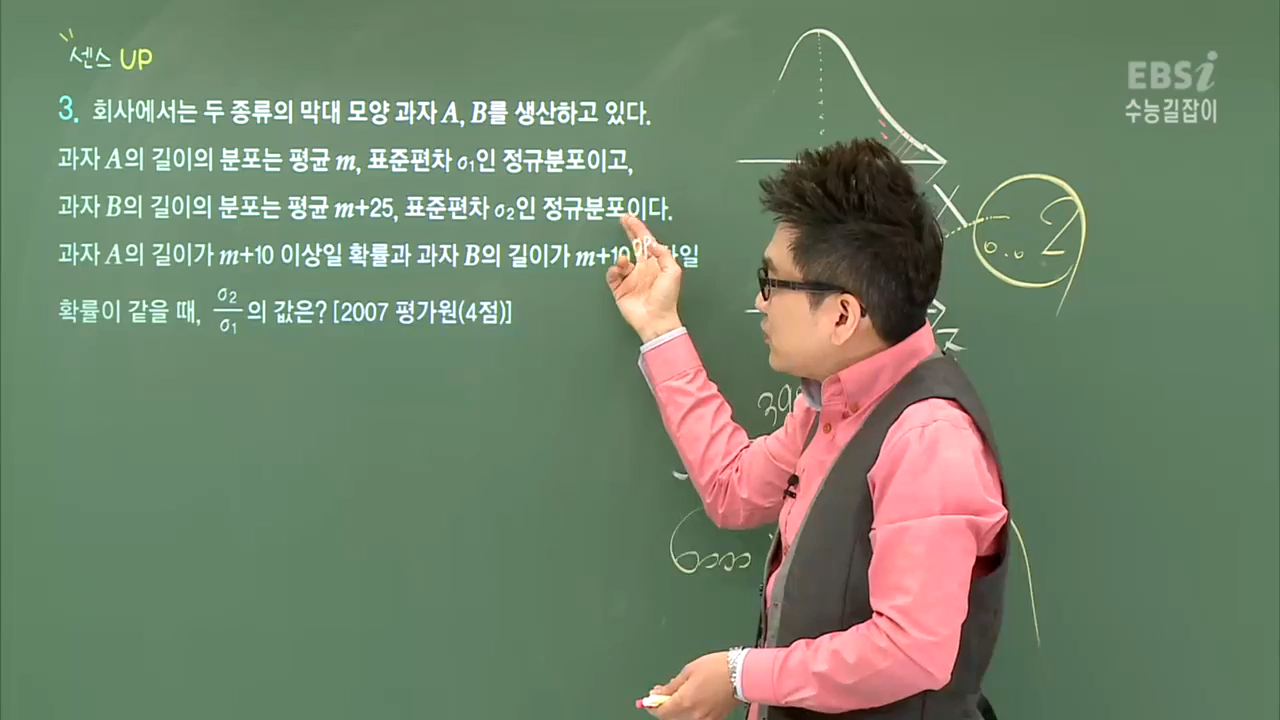 센스 UP
EBSi
수능길잡이
3. 회사에서는 두 종류의 막대 모양 과자 A, B를 생산하고 있다.
과자 A의 길이의 분포는 평균 m, 표준편차 σ₁인 정규분포이고,
과자 B의 길이의 분포는 평균 m+25, 표준편차 σ₂인 정규분포이다.
과자 A의 길이가 m+10 이상일 확률과 과자 B의 길이가 m+10 일
확률이 같을 때, σ₂/σ₁의 값은? [2007 평가원(4점)]
0.02